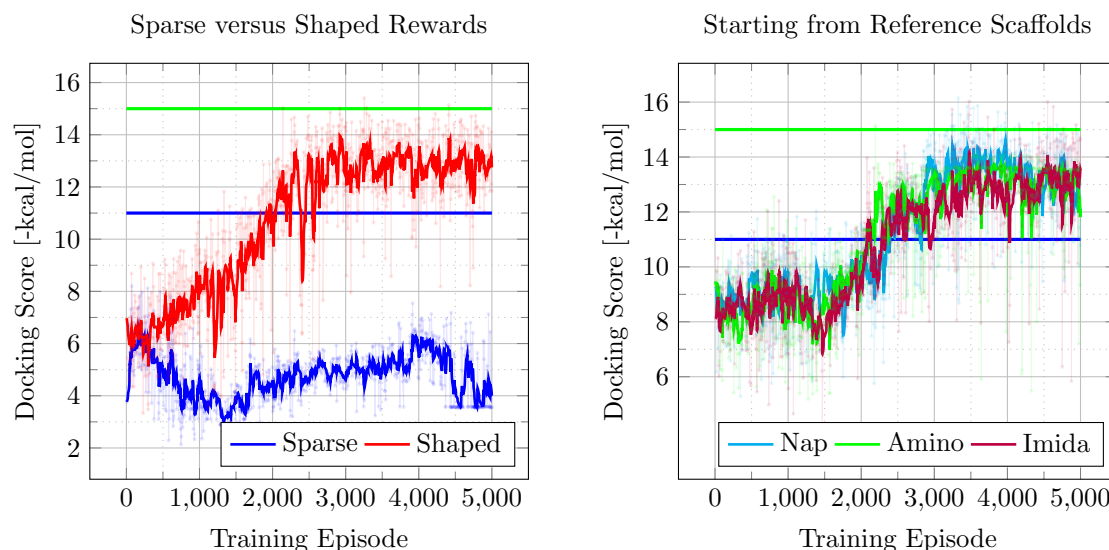 Sparse versus Shaped Rewards
16
14
12
10
8
6
4
2
Docking Score [-kcal/mol]
Sparse Shaped
0 1,000 2,000 3,000 4,000 5,000
Training Episode
Starting from Reference Scaffolds
16
14
12
10
8
6
Docking Score [-kcal/mol]
Nap Amino Imida
0 1,000 2,000 3,000 4,000 5,000
Training Episode